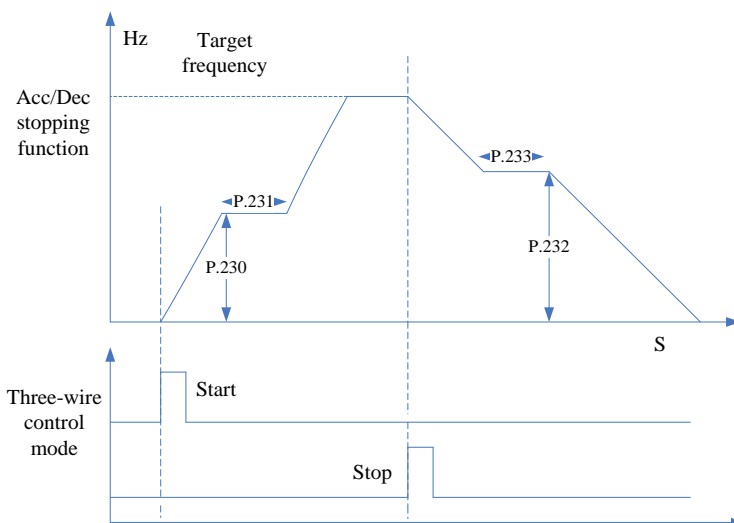 Hz
Target
frequency
Acc/Dec
stopping
function
P.233
P.231
P.232
P.230
S
Three-wire
control
mode
Start
Stop